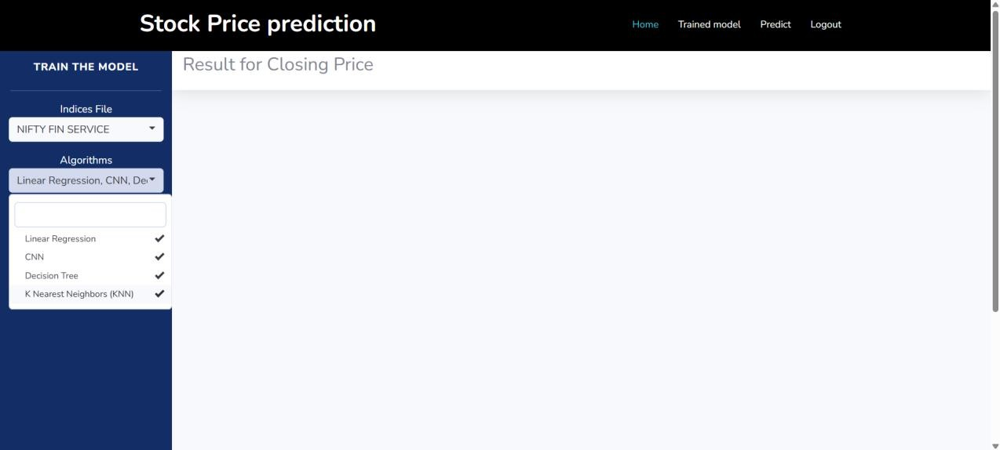 Stock Price prediction
Home Trained model Predict Logout
TRAIN THE MODEL
Result for Closing Price
Indices File
NIFTY FIN SERVICE
Algorithms
Linear Regression, CNN, De
Linear Regression
CNN
Decision Tree
K Nearest Neighbors (KNN)